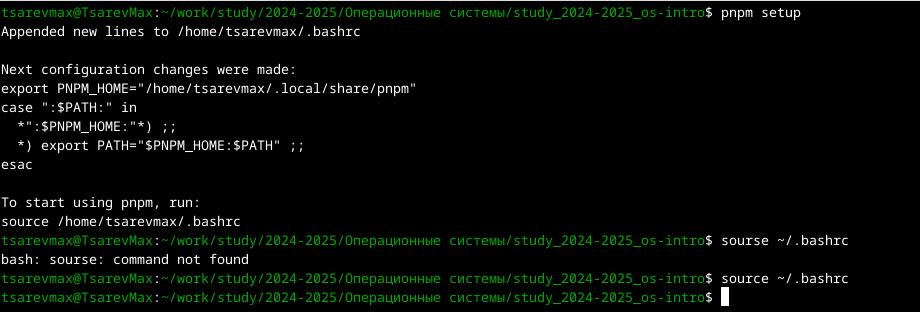 tsarevmax@TsarevMax:~/work/study/2024-2025/Операционные системы/study_2024-2025_os-intro$ pnpm setup
Appended new lines to /home/tsarevmax/.bashrc

Next configuration changes were made:
export PNPM_HOME="/home/tsarevmax/.local/share/pnpm"
case ":$PATH:" in
  *":$PNPM_HOME:"*) ;;
  *) export PATH="$PNPM_HOME:$PATH" ;;
esac

To start using pnpm, run:
source /home/tsarevmax/.bashrc
tsarevmax@TsarevMax:~/work/study/2024-2025/Операционные системы/study_2024-2025_os-intro$ sourse ~/.bashrc
bash: sourse: command not found
tsarevmax@TsarevMax:~/work/study/2024-2025/Операционные системы/study_2024-2025_os-intro$ source ~/.bashrc
tsarevmax@TsarevMax:~/work/study/2024-2025/Операционные системы/study_2024-2025_os-intro$